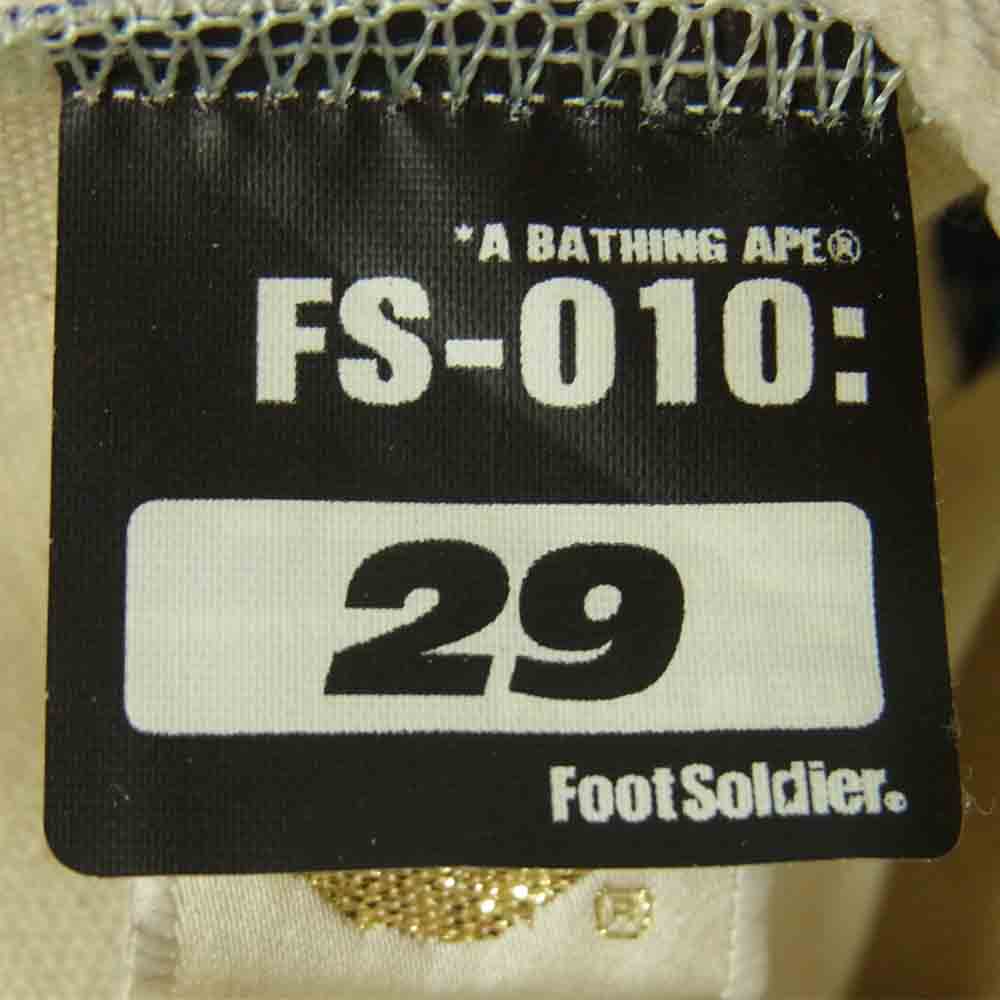 *A BATHING APE®
FS-010:
29
FootSoldier®
®